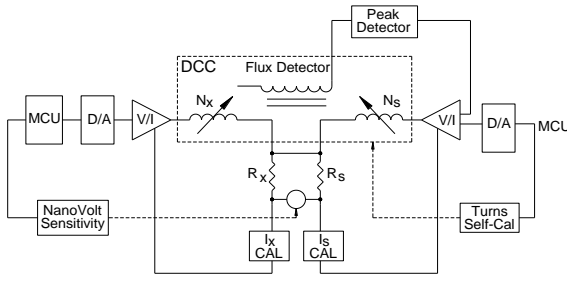 Peak
Detector
DCC
Flux Detector
Nx
Ns
MCU
D/A
V/I
V/I
D/A
MCU
Rx
Rs
NanoVolt
Sensitivity
Turns
Self-Cal
Ix
CAL
Is
CAL